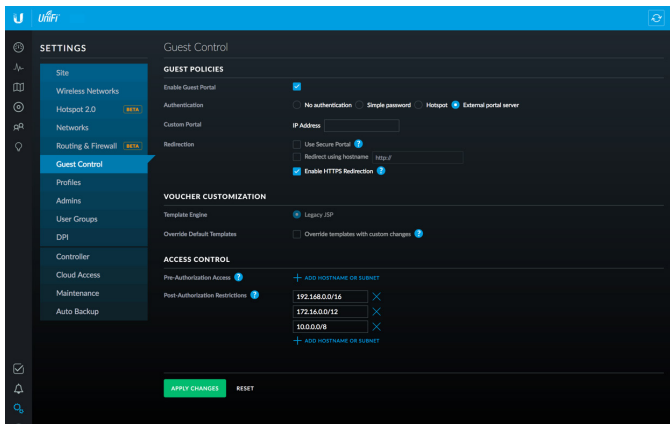 UniFi
SETTINGS
Site
Wireless Networks
Hotspot 2.0 BETA
Networks
Routing & Firewall BETA
Guest Control
Profiles
Admins
User Groups
DPI
Controller
Cloud Access
Maintenance
Auto Backup
Guest Control
GUEST POLICIES
Enable Guest Portal
Authentication No authentication Simple password Hotspot External portal server
Custom Portal IP Address
Redirection Use Secure Portal ?
Redirect using hostname http://
Enable HTTPS Redirection ?
VOUCHER CUSTOMIZATION
Template Engine Legacy JSP
Override Default Templates Override templates with custom changes ?
ACCESS CONTROL
Pre-Authorization Access ? + ADD HOSTNAME OR SUBNET
Post-Authorization Restrictions ? 192.168.0.0/16
172.16.0.0/12
10.0.0.0/8
+ ADD HOSTNAME OR SUBNET
APPLY CHANGES RESET